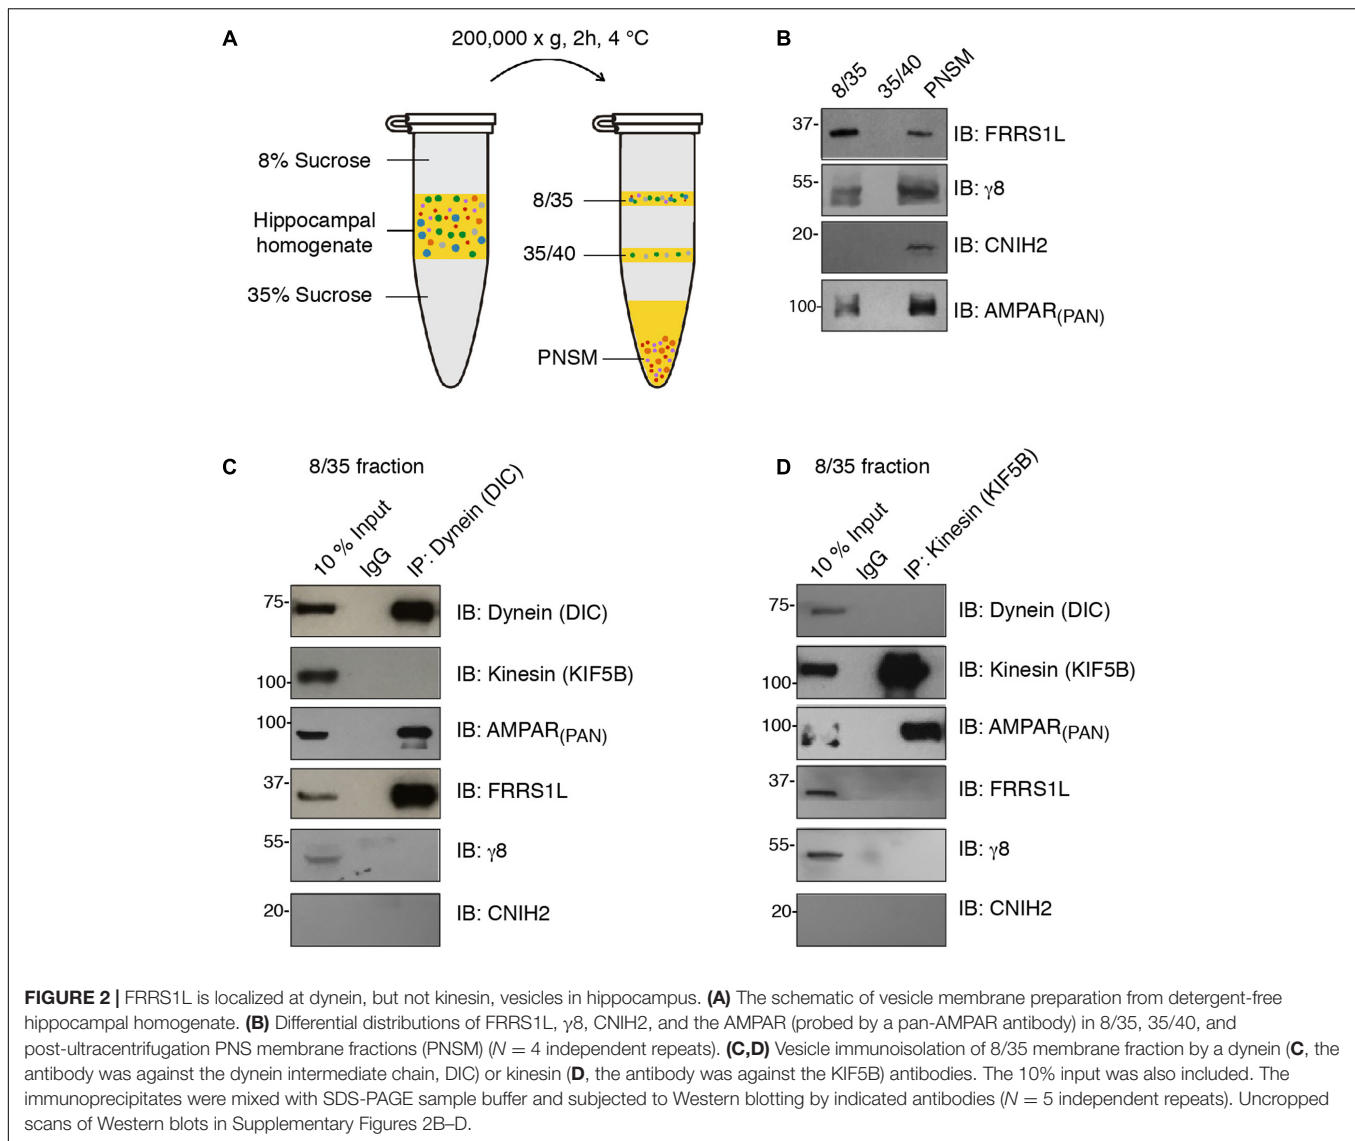 A
200,000 x g, 2h, 4 °C
8% Sucrose
Hippocampal
homogenate
35% Sucrose
8/35
35/40
PNSM
B
8/35
35/40
PNSM
37-
IB: FRRS1L
55-
IB: γ8
20-
IB: CNIH2
100-
IB: AMPAR(PAN)
C
8/35 fraction
10 % Input
IgG
IP: Dynein (DIC)
75-
IB: Dynein (DIC)
100-
IB: Kinesin (KIF5B)
100-
IB: AMPAR(PAN)
37-
IB: FRRS1L
55-
IB: γ8
20-
IB: CNIH2
D
8/35 fraction
10 % Input
IgG
IP: Kinesin (KIF5B)
75-
IB: Dynein (DIC)
100-
IB: Kinesin (KIF5B)
100-
IB: AMPAR(PAN)
37-
IB: FRRS1L
55-
IB: γ8
20-
IB: CNIH2
FIGURE 2 | FRRS1L is localized at dynein, but not kinesin, vesicles in hippocampus. (A) The schematic of vesicle membrane preparation from detergent-free
hippocampal homogenate. (B) Differential distributions of FRRS1L, γ8, CNIH2, and the AMPAR (probed by a pan-AMPAR antibody) in 8/35, 35/40, and
post-ultracentrifugation PNS membrane fractions (PNSM) (N = 4 independent repeats). (C,D) Vesicle immunoisolation of 8/35 membrane fraction by a dynein (C, the
antibody was against the dynein intermediate chain, DIC) or kinesin (D, the antibody was against the KIF5B) antibodies. The 10% input was also included. The
immunoprecipitates were mixed with SDS-PAGE sample buffer and subjected to Western blotting by indicated antibodies (N = 5 independent repeats). Uncropped
scans of Western blots in Supplementary Figures 2B–D.